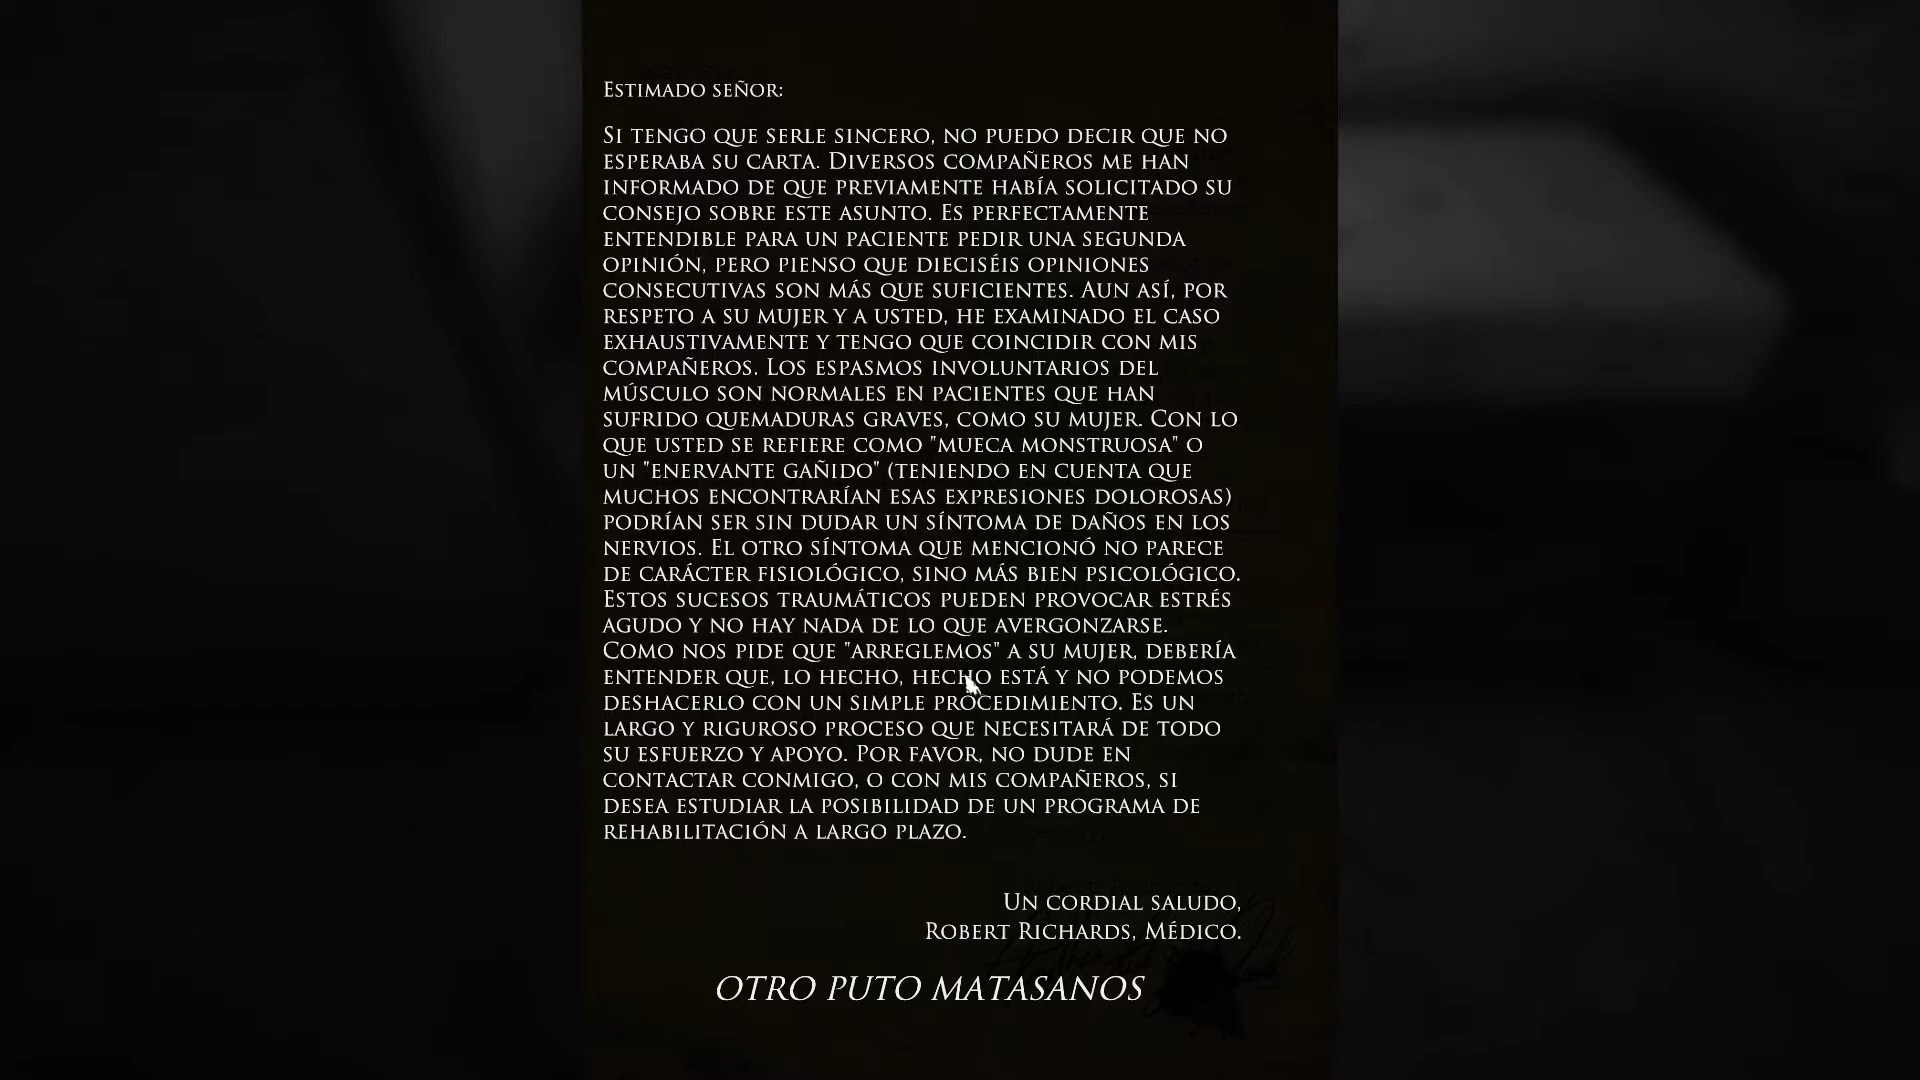 Estimado señor:
Si tengo que serle sincero, no puedo decir que no
esperaba su carta. Diversos compañeros me han
informado de que previamente había solicitado su
consejo sobre este asunto. Es perfectamente
entendible para un paciente pedir una segunda
opinión, pero pienso que dieciséis opiniones
consecutivas son más que suficientes. Aun así, por
respeto a su mujer y a usted, he examinado el caso
exhaustivamente y tengo que coincidir con mis
compañeros. Los espasmos involuntarios del
músculo son normales en pacientes que han
sufrido quemaduras graves, como su mujer. Con lo
que usted se refiere como "mueca monstruosa" o
un "enervante gañido" (teniendo en cuenta que
muchos encontrarían esas expresiones dolorosas)
podrían ser sin dudar un síntoma de daños en los
nervios. El otro síntoma que mencionó no parece
de carácter fisiológico, sino más bien psicológico.
Estos sucesos traumáticos pueden provocar estrés
agudo y no hay nada de lo que avergonzarse.
Como nos pide que "arreglemos" a su mujer, debería
entender que, lo hecho, hecho está y no podemos
deshacerlo con un simple procedimiento. Es un
largo y riguroso proceso que necesitará de todo
su esfuerzo y apoyo. Por favor, no dude en
contactar conmigo, o con mis compañeros, si
desea estudiar la posibilidad de un programa de
rehabilitación a largo plazo.
Un cordial saludo,
Robert Richards, Médico.
OTRO PUTO MATASANOS